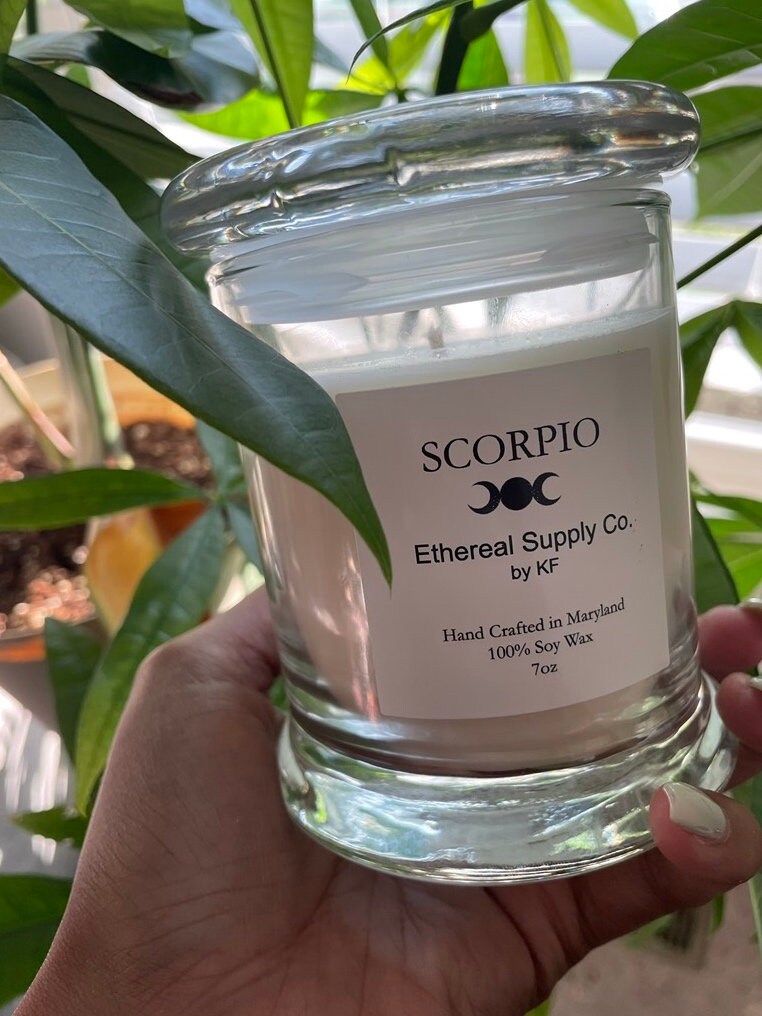 SCORPIO
Ethereal Supply Co.
by KF
Hand Crafted in Maryland
100% Soy Wax
7oz